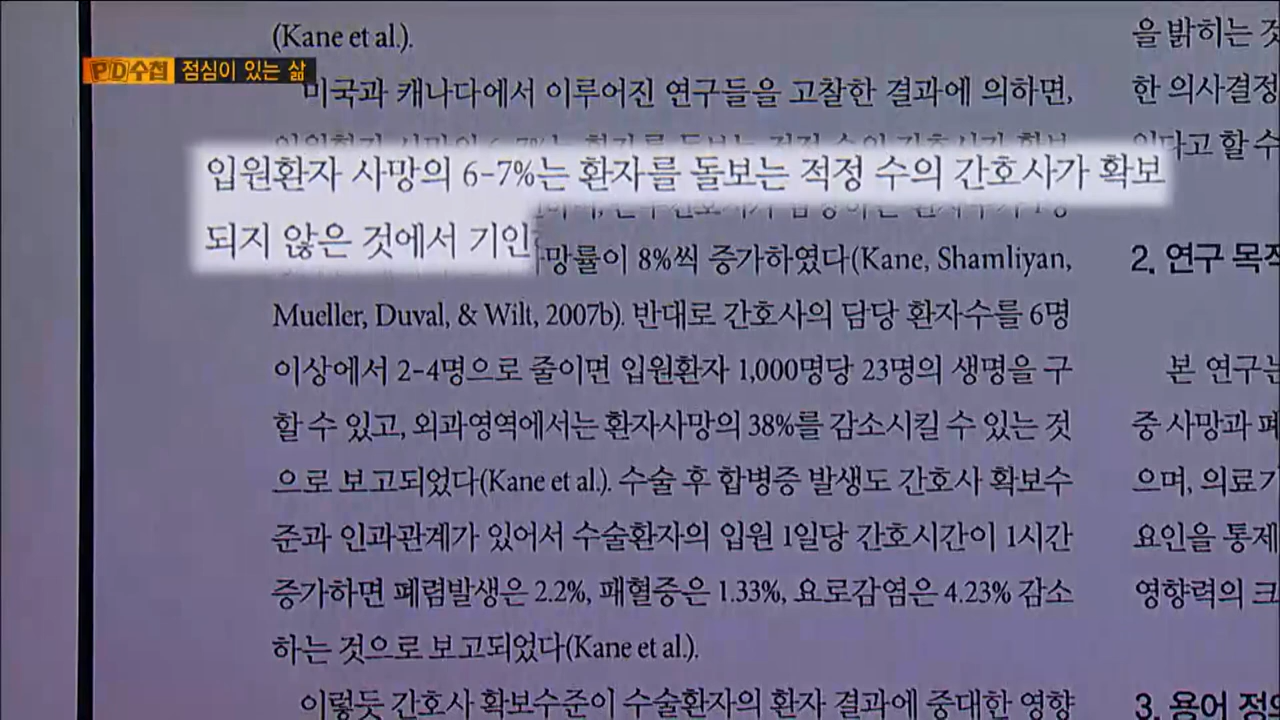 (Kane et al.).
PD수첩 점심이 있는 삶
미국과 캐나다에서 이루어진 연구들을 고찰한 결과에 의하면,
입원환자 사망의 6-7%는 환자를 돌보는 적정 수의 간호사가 확보
되지 않은 것에서 기인
망률이 8%씩 증가하였다(Kane, Shamliyan,
Mueller, Duval, & Wilt, 2007b). 반대로 간호사의 담당 환자수를 6명
이상에서 2-4명으로 줄이면 입원환자 1,000명당 23명의 생명을 구
할 수 있고, 외과영역에서는 환자사망의 38%를 감소시킬 수 있는 것
으로 보고되었다(Kane et al.). 수술 후 합병증 발생도 간호사 확보수
준과 인과관계가 있어서 수술환자의 입원 1일당 간호시간이 1시간
증가하면 폐렴발생은 2.2%, 패혈증은 1.33%, 요로감염은 4.23% 감소
하는 것으로 보고되었다(Kane et al.).
이렇듯 간호사 확보수준이 수술환자의 환자 결과에 중대한 영향
을 밝히는
한 의사결정
있다고 할 수
2. 연구 목적
본 연구는
중 사망과
으며, 의료기
요인을 통제
영향력의
3. 용어 정의